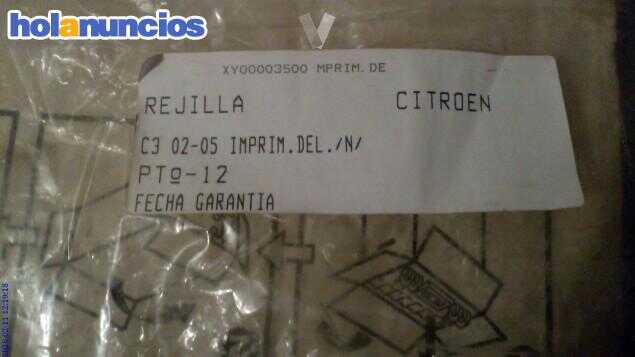 holanuncios
XY00003500 MPRIM. DE
REJILLA CITROEN
C3 02-05 IMPRIM.DEL./N/
PTº-12
FECHA GARANTIA